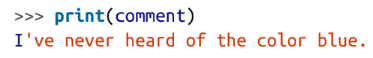 >>> print(comment)
I've never heard of the color blue.